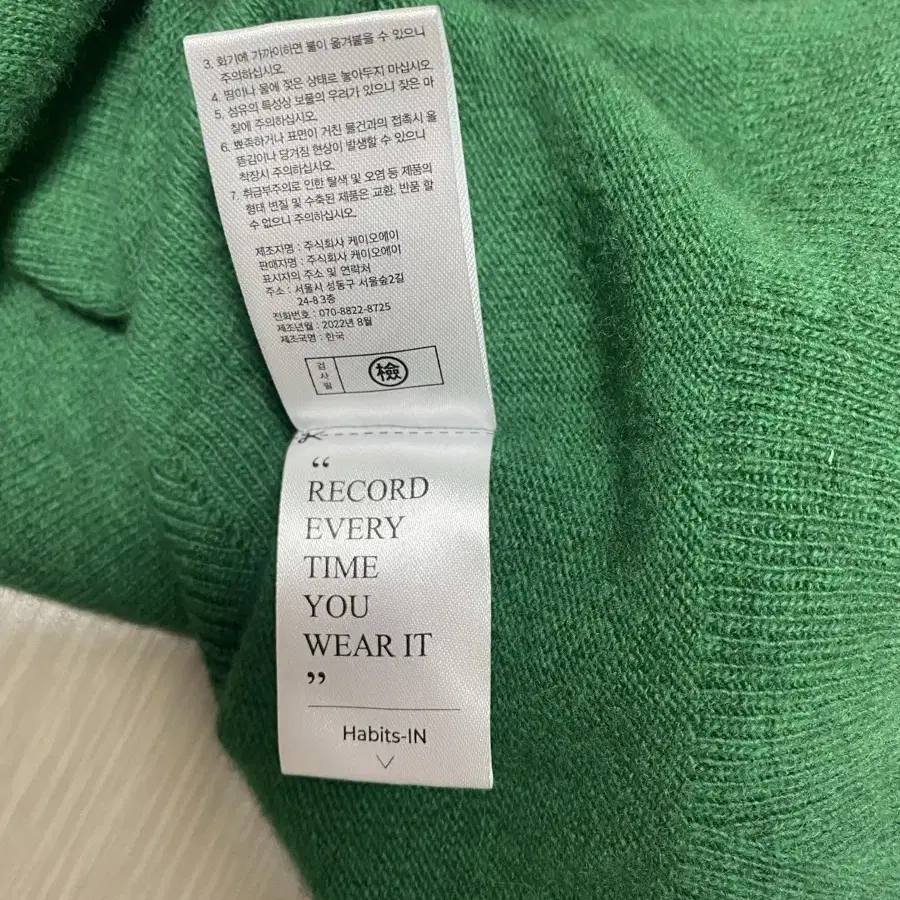 3. 화기에 가까이하면 불이 옮겨붙을 수 있으니
주의하십시오.
4. 땀이나 물에 젖은 상태로 놓아두지 마십시오.
5. 섬유의 특성상 보풀의 우려가 있으니 잦은 마
찰에 주의하십시오.
6. 뾰족하거나 표면이 거친 물건과의 접촉시 올
뜯김이나 당겨짐 현상이 발생할 수 있으니
착장시 주의하십시오.
7. 취급부주의로 인한 탈색 및 오염 등 제품의
형태 변질 및 수축된 제품은 교환, 반품 할
수 없으니 주의하십시오.
제조자명 : 주식회사 케이오에이
판매자명 : 주식회사 케이오에이
표시자의 주소 및 연락처
주소 : 서울시 성동구 서울숲2길
24-8 3층
전화번호 : 070-8822-8725
제조년월 : 2022년 8월
제조국명 : 한국
검사필 檢
“
RECORD
EVERY
TIME
YOU
WEAR IT
”
Habits-IN